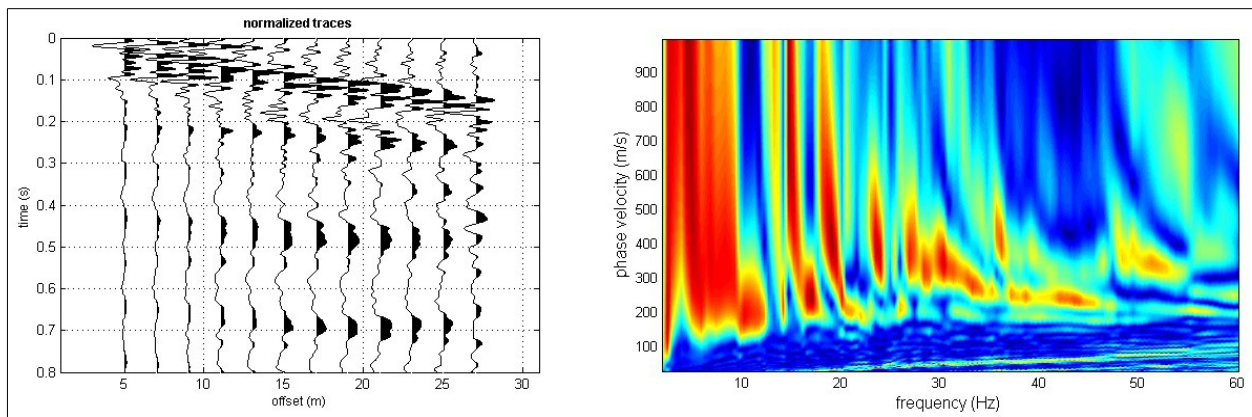 normalized traces
0
0.1
0.2
0.3
0.4
0.5
0.6
0.7
0.8
time (s)
5 10 15 20 25 30
offset (m)
900
800
700
600
500
400
300
200
100
phase velocity (m/s)
10 20 30 40 50 60
frequency (Hz)